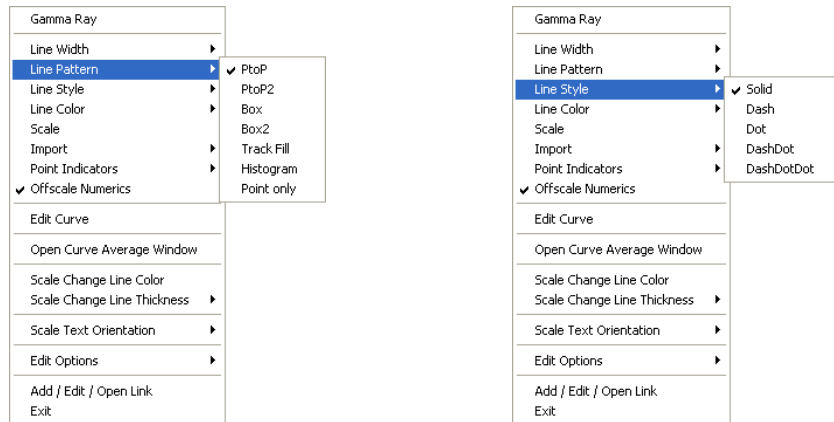 Gamma Ray
Line Width
Line Pattern
PtoP
PtoP2
Box
Box2
Track Fill
Histogram
Point only
Line Style
Line Color
Scale
Import
Point Indicators
Offscale Numerics
Edit Curve
Open Curve Average Window
Scale Change Line Color
Scale Change Line Thickness
Scale Text Orientation
Edit Options
Add / Edit / Open Link
Exit
Gamma Ray
Line Width
Line Pattern
Line Style
Solid
Dash
Dot
DashDot
DashDotDot
Line Color
Scale
Import
Point Indicators
Offscale Numerics
Edit Curve
Open Curve Average Window
Scale Change Line Color
Scale Change Line Thickness
Scale Text Orientation
Edit Options
Add / Edit / Open Link
Exit